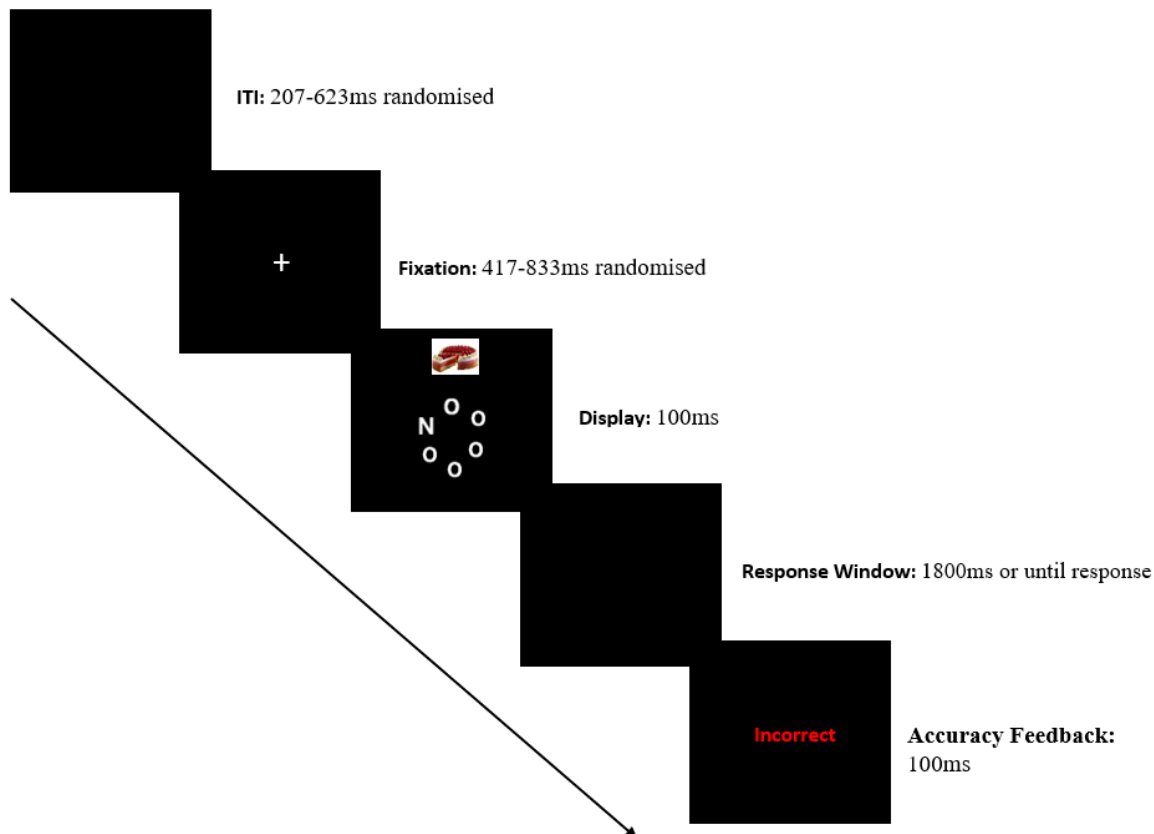 ITI: 207-623ms randomised
+
Fixation: 417-833ms randomised
O
N O
O O
O
Display: 100ms
Response Window: 1800ms or until response
Incorrect
Accuracy Feedback:
100ms